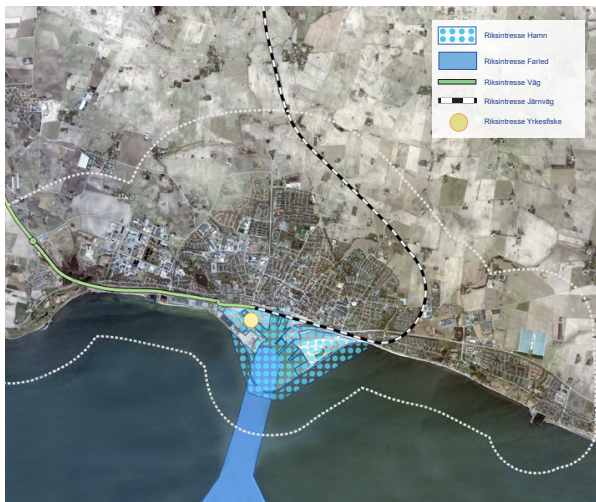 Riksintresse Hamn
Riksintresse Farled
Riksintresse Väg
Riksintresse Järnväg
Riksintresse Yrkesfiske